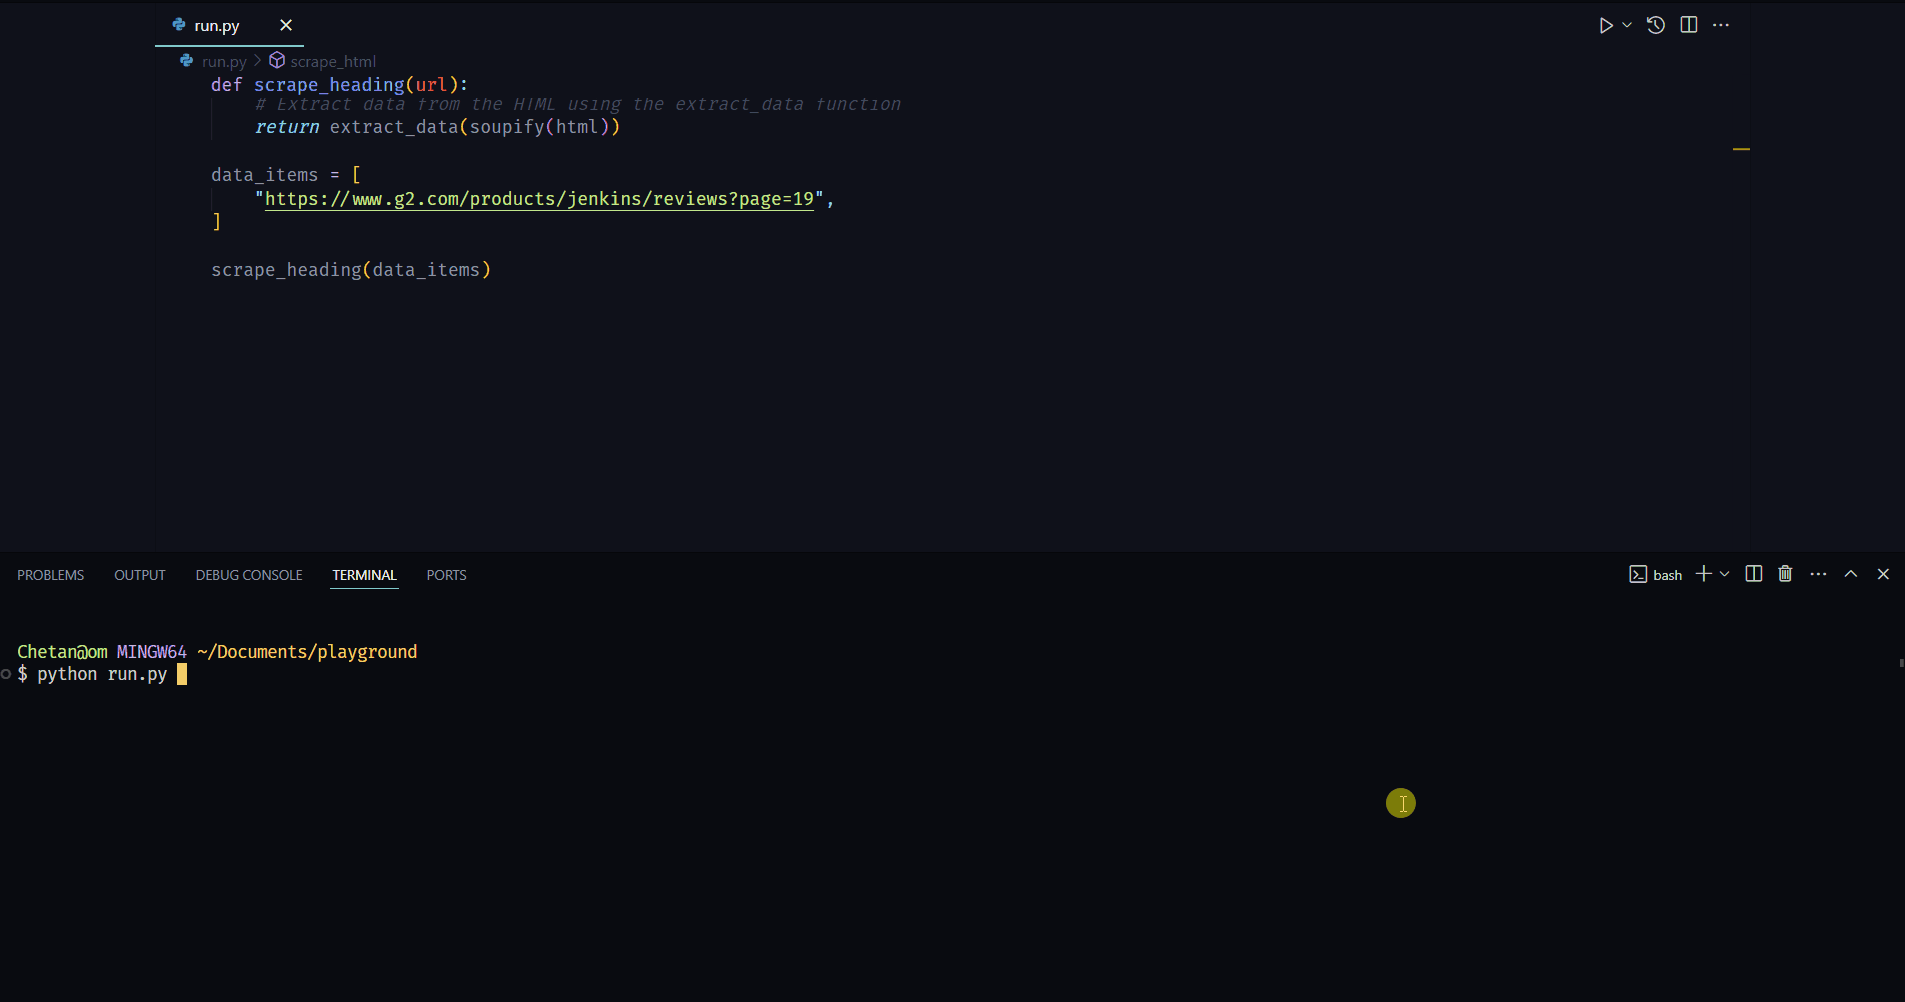 run.py
run.py > scrape_html
def scrape_heading(url):
# Extract data from the HTML using the extract_data function
return extract_data(soupify(html))
data_items = [
"https://www.g2.com/products/jenkins/reviews?page=19",
]
scrape_heading(data_items)
PROBLEMS OUTPUT DEBUG CONSOLE TERMINAL PORTS bash
Chetan@om MINGW64 ~/Documents/playground
$ python run.py